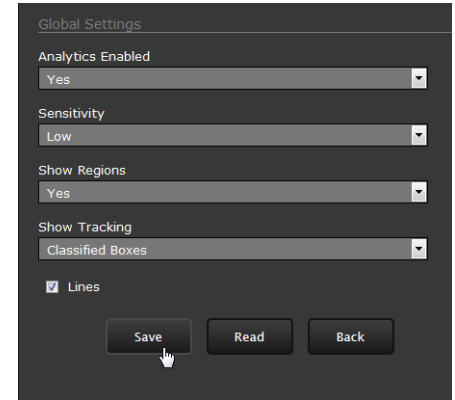 Global Settings
Analytics Enabled
Yes
Sensitivity
Low
Show Regions
Yes
Show Tracking
Classified Boxes
Lines
Save Read Back